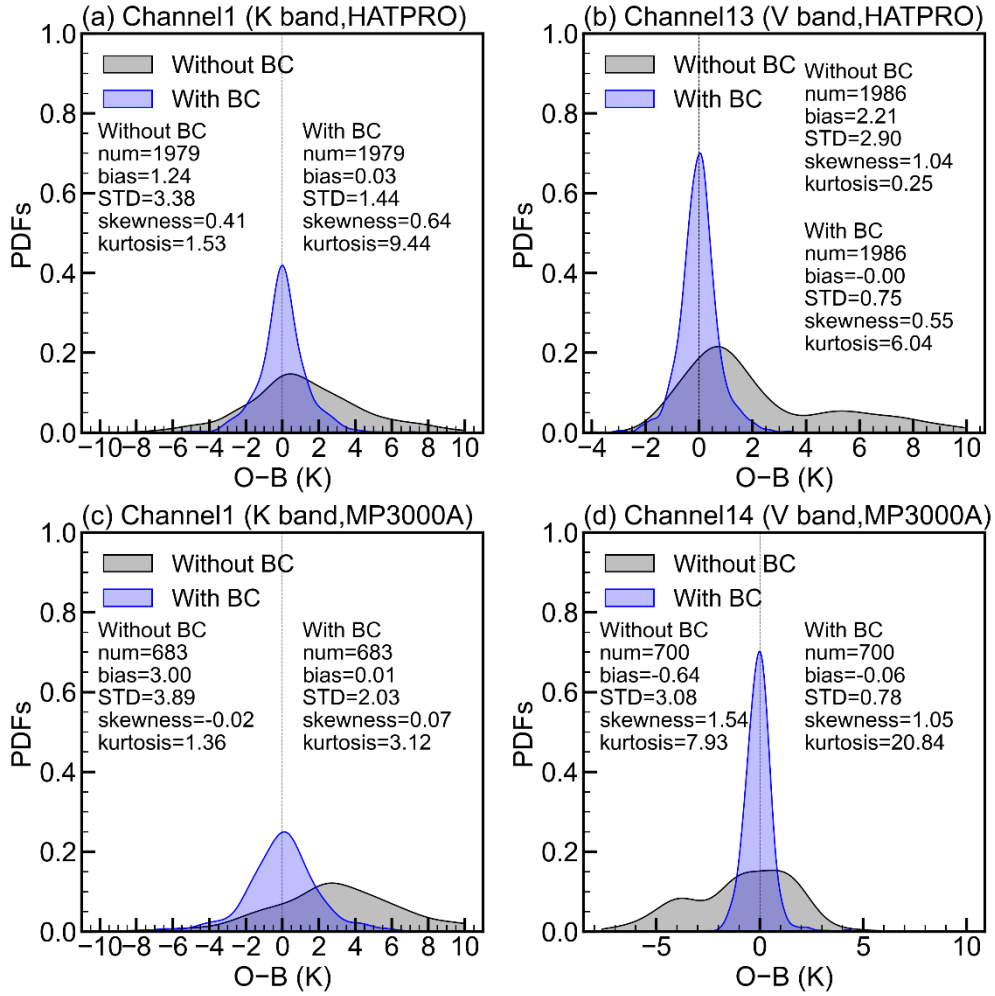 (a) Channel1 (K band,HATPRO)
1.0
0.8
0.6
0.4
0.2
0.0
PDFs
Without BC
With BC
Without BC
num=1979
bias=1.24
STD=3.38
skewness=0.41
kurtosis=1.53
With BC
num=1979
bias=0.03
STD=1.44
skewness=0.64
kurtosis=9.44
−10 −8 −6 −4 −2 0 2 4 6 8 10
O−B (K)
(b) Channel13 (V band,HATPRO)
1.0
0.8
0.6
0.4
0.2
0.0
PDFs
Without BC
With BC
Without BC
num=1986
bias=2.21
STD=2.90
skewness=1.04
kurtosis=0.25
With BC
num=1986
bias=-0.00
STD=0.75
skewness=0.55
kurtosis=6.04
−4 −2 0 2 4 6 8 10
O−B (K)
(c) Channel1 (K band,MP3000A)
1.0
0.8
0.6
0.4
0.2
0.0
PDFs
Without BC
With BC
Without BC
num=683
bias=3.00
STD=3.89
skewness=-0.02
kurtosis=1.36
With BC
num=683
bias=0.01
STD=2.03
skewness=0.07
kurtosis=3.12
−10 −8 −6 −4 −2 0 2 4 6 8 10
O−B (K)
(d) Channel14 (V band,MP3000A)
1.0
0.8
0.6
0.4
0.2
0.0
PDFs
Without BC
With BC
Without BC
num=700
bias=-0.64
STD=3.08
skewness=1.54
kurtosis=7.93
With BC
num=700
bias=-0.06
STD=0.78
skewness=1.05
kurtosis=20.84
−5 0 5 10
O−B (K)